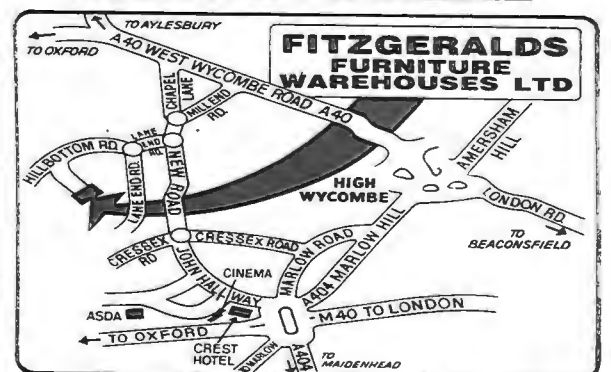 TO AYLESBURY
TO OXFORD
A40 WEST WYCOMBE ROAD A40
FITZGERALDS
FURNITURE
WAREHOUSES LTD
CHAPEL
LANE
MILL END
RD.
HILLBOTTOM RD.
LANE
END
RD.
LANE END RD.
NEW ROAD
AMERSHAM
HILL
HIGH
WYCOMBE
LONDON RD.
TO
BEACONSFIELD
CRESSEX
RD
CRESSEX ROAD
MARLOW ROAD
A404 MARLOW HILL
JOHN HALL
WAY
CINEMA
ASDA
M40 TO LONDON
TO OXFORD
CREST
HOTEL
TO MARLOW
A404
TO
MAIDENHEAD